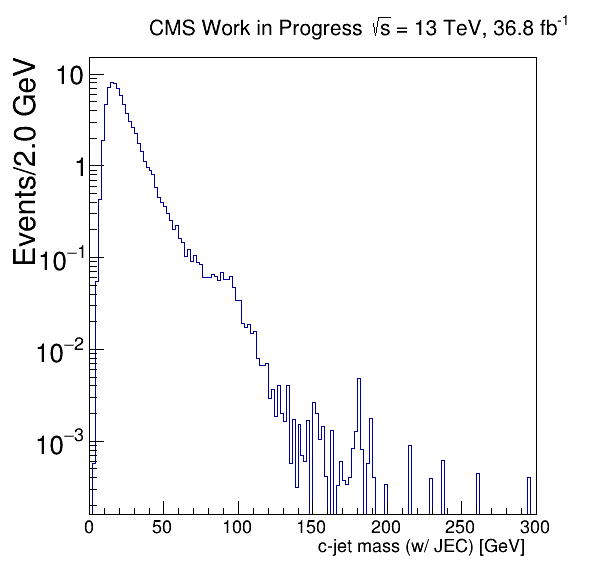 CMS Work in Progress √s = 13 TeV, 36.8 fb⁻¹
Events/2.0 GeV
10
1
10⁻¹
10⁻²
10⁻³
0 50 100 150 200 250 300
c-jet mass (w/ JEC) [GeV]